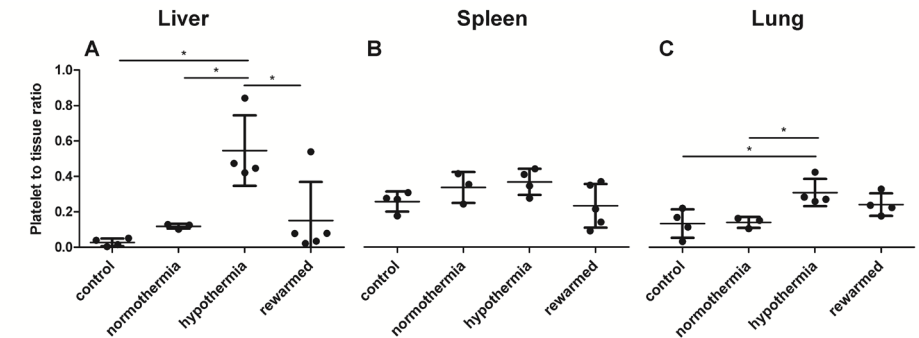 Liver Spleen Lung
A B C
* * *
* *
Platelet to tissue ratio
1.0
0.8
0.6
0.4
0.2
0.0
control normothermia hypothermia rewarmed
control normothermia hypothermia rewarmed
control normothermia hypothermia rewarmed